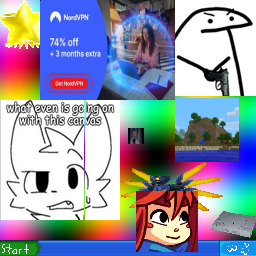 NordVPN
74% off
+ 3 months extra
Get NordVPN
what even is going on
with this canvas
Start